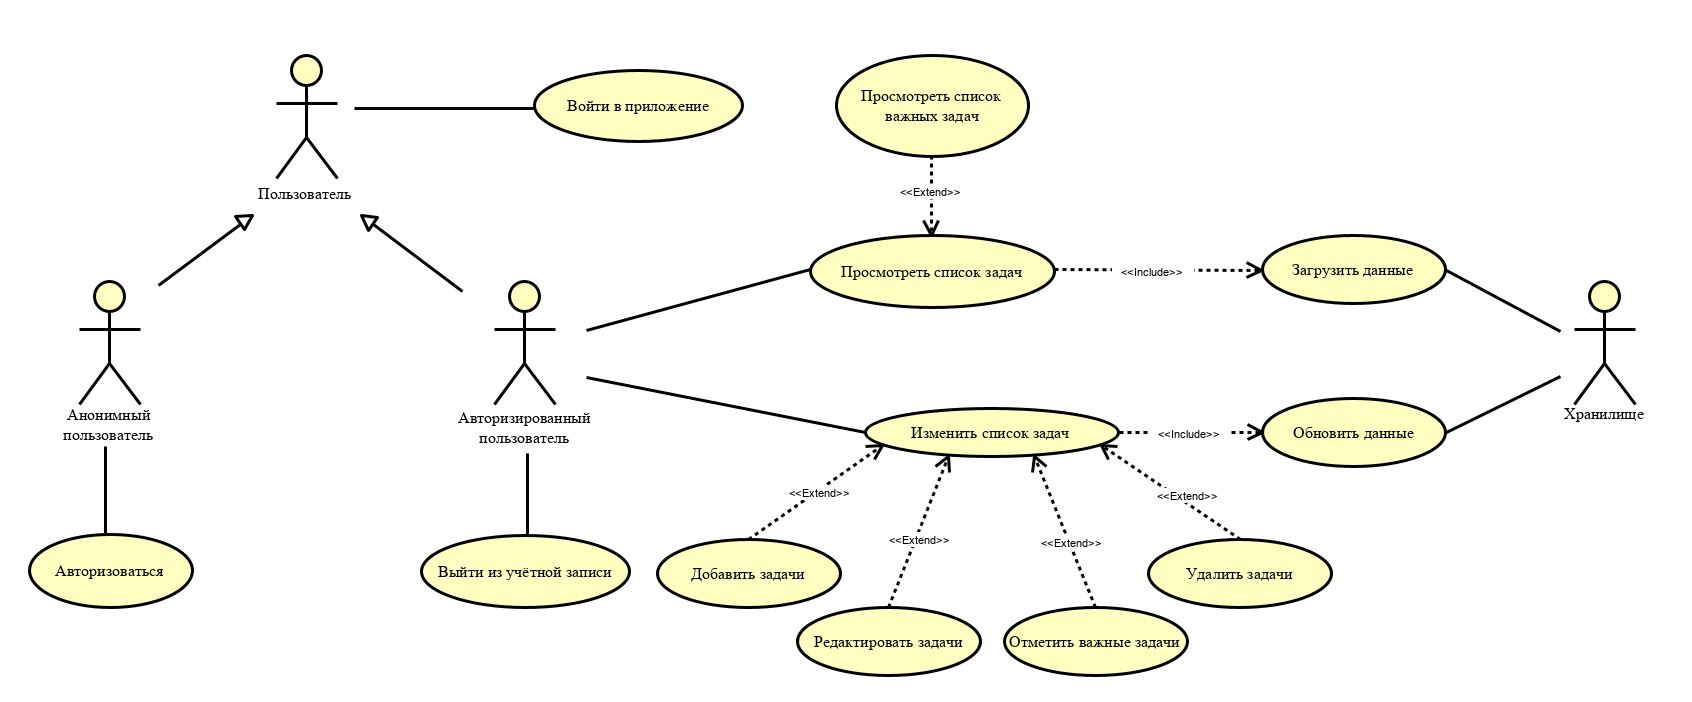 Войти в приложение
Просмотреть список
важных задач
Пользователь
<<Extend>>
Просмотреть список задач
<<Include>>
Загрузить данные
Анонимный
пользователь
Авторизированный
пользователь
Хранилище
Изменить список задач
<<Include>>
Обновить данные
<<Extend>>
<<Extend>>
<<Extend>>
<<Extend>>
Авторизоваться
Выйти из учётной записи
Добавить задачи
Удалить задачи
Редактировать задачи
Отметить важные задачи